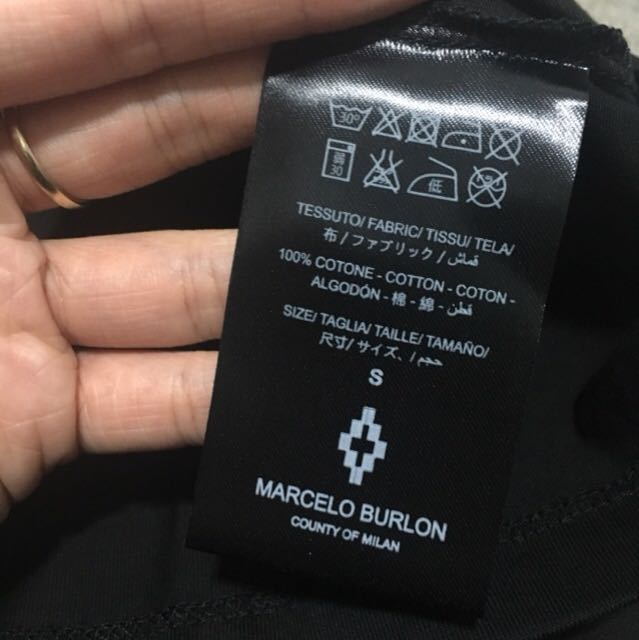 30°
弱
30
低
TESSUTO/ FABRIC/ TISSU/ TELA/
布 / ファブリック / قماش/
100% COTONE - COTTON - COTON -
ALGODÓN - 棉 - 綿 - قطن
SIZE/ TAGLIA/ TAILLE/ TAMAÑO/
尺寸/ サイズ、/ حجم/
S
MARCELO BURLON
COUNTY OF MILAN